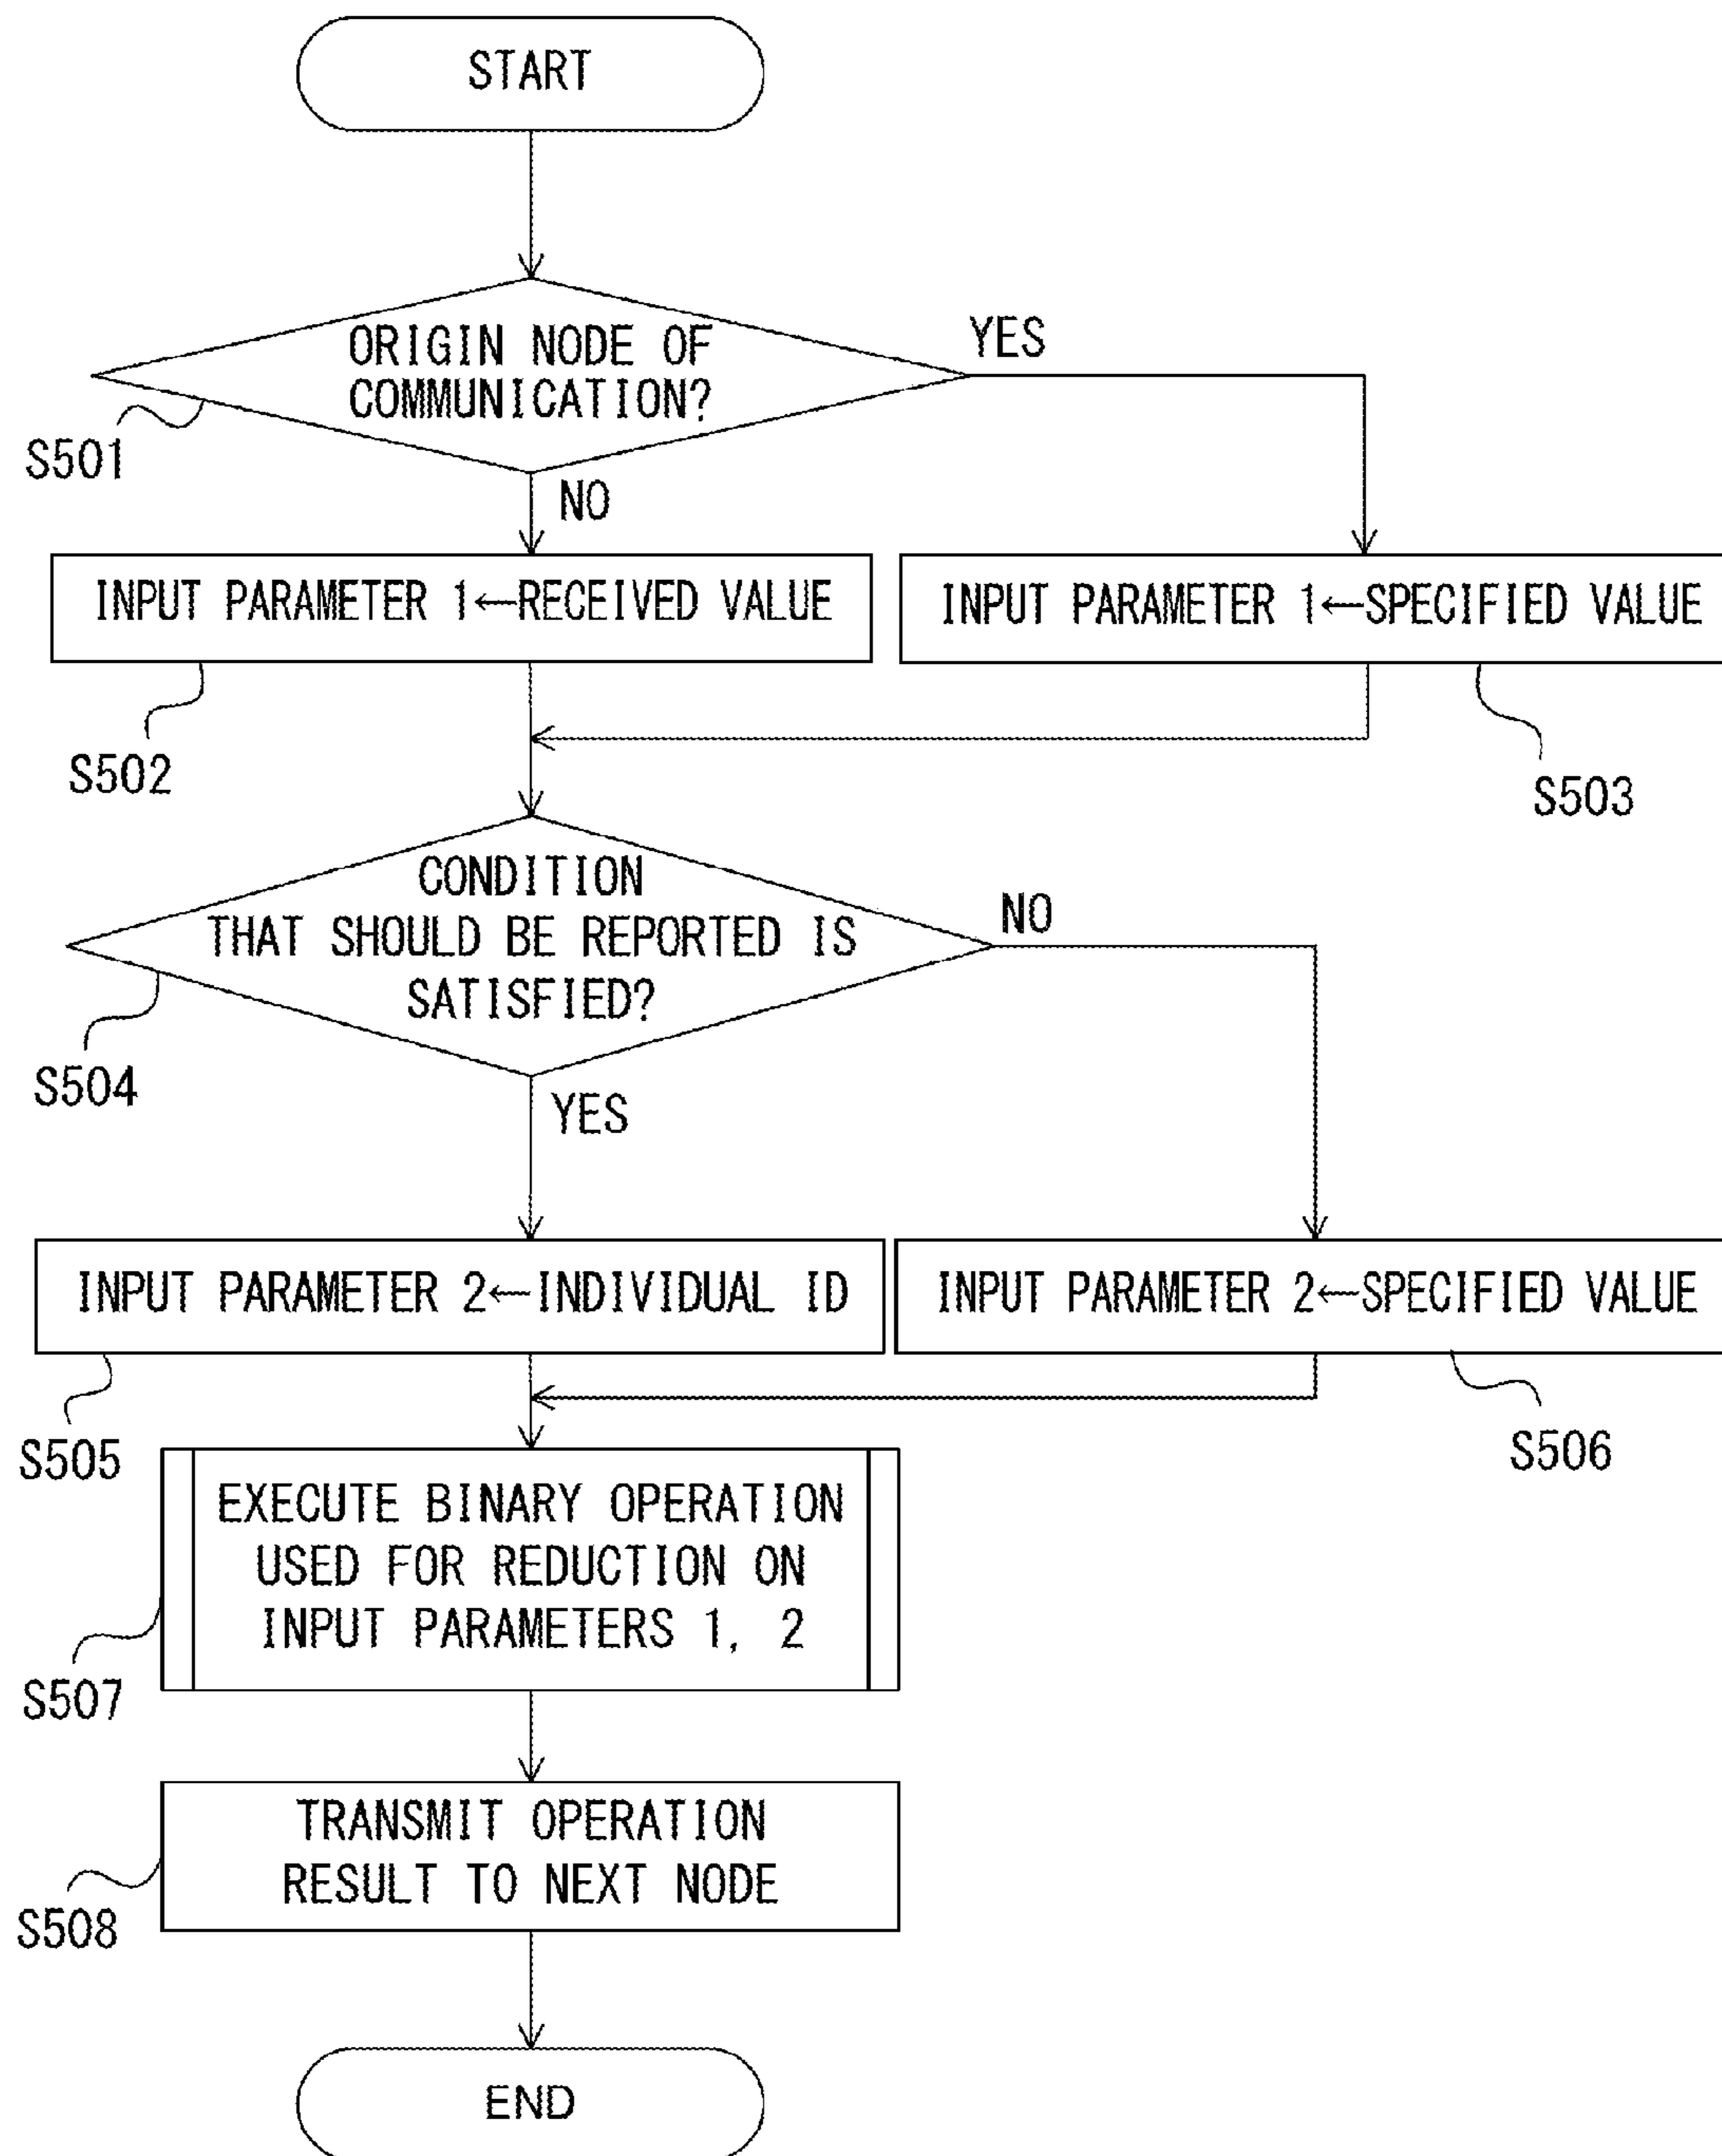 START
ORIGIN NODE OF
COMMUNICATION?
YES
S501
NO
INPUT PARAMETER 1←RECEIVED VALUE
INPUT PARAMETER 1←SPECIFIED VALUE
S502
S503
CONDITION
THAT SHOULD BE REPORTED IS
SATISFIED?
NO
S504
YES
INPUT PARAMETER 2←INDIVIDUAL ID
INPUT PARAMETER 2←SPECIFIED VALUE
S505
S506
EXECUTE BINARY OPERATION
USED FOR REDUCTION ON
INPUT PARAMETERS 1, 2
S507
TRANSMIT OPERATION
RESULT TO NEXT NODE
S508
END